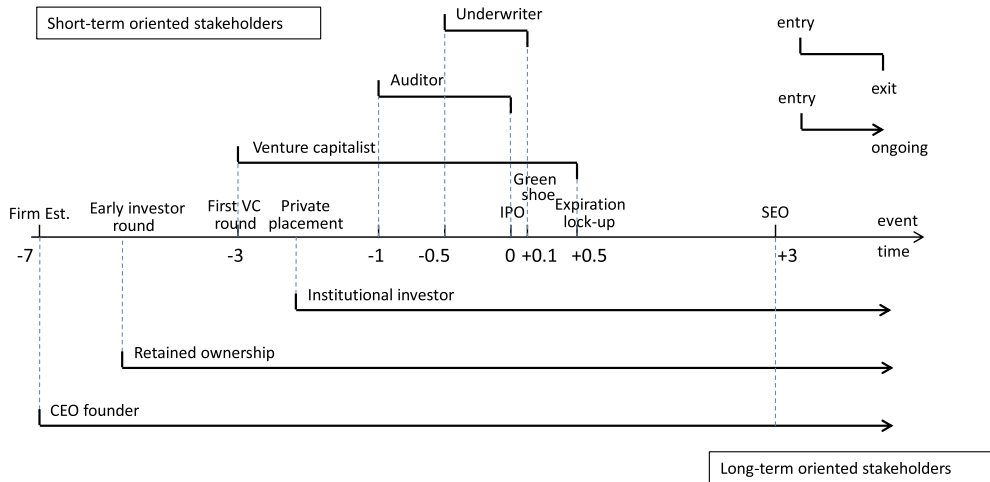 Short-term oriented stakeholders
Underwriter
entry
exit
Auditor
entry
ongoing
Venture capitalist
Firm Est.
Early investor
round
First VC
round
Private
placement
IPO
Green
shoe
Expiration
lock-up
SEO
event
time
-7
-3
-1
-0.5
0
+0.1
+0.5
+3
Institutional investor
Retained ownership
CEO founder
Long-term oriented stakeholders